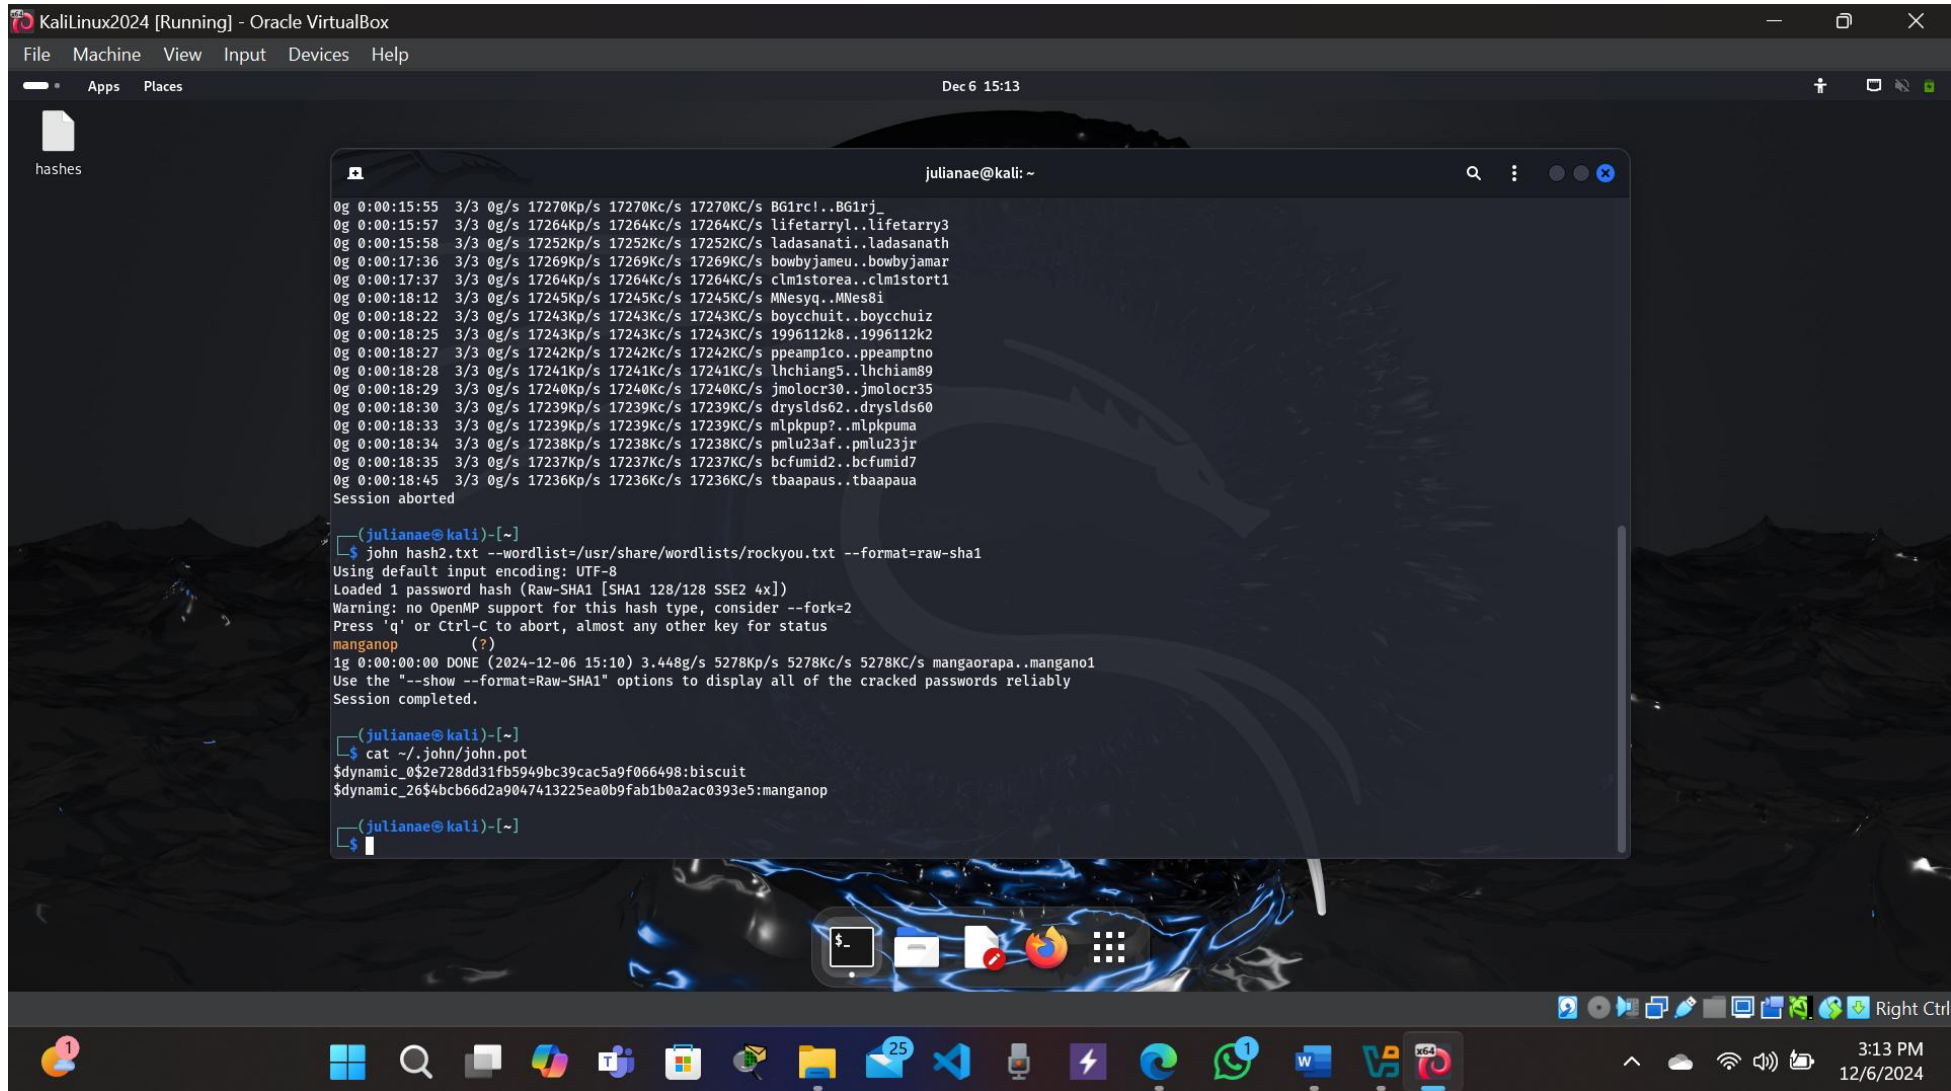 KaliLinux2024 [Running] - Oracle VirtualBox
File Machine View Input Devices Help
Apps Places Dec 6 15:13
hashes
julianae@kali: ~
0g 0:00:15:55 3/3 0g/s 17270Kp/s 17270Kc/s 17270KC/s BG1rc!..BG1rj_
0g 0:00:15:57 3/3 0g/s 17264Kp/s 17264Kc/s 17264KC/s lifetarryl..lifetarry3
0g 0:00:15:58 3/3 0g/s 17252Kp/s 17252Kc/s 17252KC/s ladasanati..ladasanath
0g 0:00:17:36 3/3 0g/s 17269Kp/s 17269Kc/s 17269KC/s bowbyjameu..bowbyjamar
0g 0:00:17:37 3/3 0g/s 17264Kp/s 17264Kc/s 17264KC/s clm1storea..clm1stort1
0g 0:00:18:12 3/3 0g/s 17245Kp/s 17245Kc/s 17245KC/s MNesyq..MNes8i
0g 0:00:18:22 3/3 0g/s 17243Kp/s 17243Kc/s 17243KC/s boycchuit..boycchuiz
0g 0:00:18:25 3/3 0g/s 17243Kp/s 17243Kc/s 17243KC/s 1996112k8..1996112k2
0g 0:00:18:27 3/3 0g/s 17242Kp/s 17242Kc/s 17242KC/s ppeamp1co..ppeamptno
0g 0:00:18:28 3/3 0g/s 17241Kp/s 17241Kc/s 17241KC/s lhchiang5..lhchiam89
0g 0:00:18:29 3/3 0g/s 17240Kp/s 17240Kc/s 17240KC/s jmolocr30..jmolocr35
0g 0:00:18:30 3/3 0g/s 17239Kp/s 17239Kc/s 17239KC/s dryslds62..dryslds60
0g 0:00:18:33 3/3 0g/s 17239Kp/s 17239Kc/s 17239KC/s mlpkpup?..mlpkpuma
0g 0:00:18:34 3/3 0g/s 17238Kp/s 17238Kc/s 17238KC/s pmlu23af..pmlu23jr
0g 0:00:18:35 3/3 0g/s 17237Kp/s 17237Kc/s 17237KC/s bcfumid2..bcfumid7
0g 0:00:18:45 3/3 0g/s 17236Kp/s 17236Kc/s 17236KC/s tbaapaus..tbaapaua
Session aborted
(julianae㉿kali)-[~]
$ john hash2.txt --wordlist=/usr/share/wordlists/rockyou.txt --format=raw-sha1
Using default input encoding: UTF-8
Loaded 1 password hash (Raw-SHA1 [SHA1 128/128 SSE2 4x])
Warning: no OpenMP support for this hash type, consider --fork=2
Press 'q' or Ctrl-C to abort, almost any other key for status
manganop (?)
1g 0:00:00:00 DONE (2024-12-06 15:10) 3.448g/s 5278Kp/s 5278Kc/s 5278KC/s mangaorapa..mangano1
Use the "--show --format=Raw-SHA1" options to display all of the cracked passwords reliably
Session completed.
(julianae㉿kali)-[~]
$ cat ~/.john/john.pot
$dynamic_0$2e728dd31fb5949bc39cac5a9f066498:biscuit
$dynamic_26$4bcb66d2a9047413225ea0b9fab1b0a2ac0393e5:manganop
(julianae㉿kali)-[~]
$
Right Ctrl
1
25
1
3:13 PM
12/6/2024